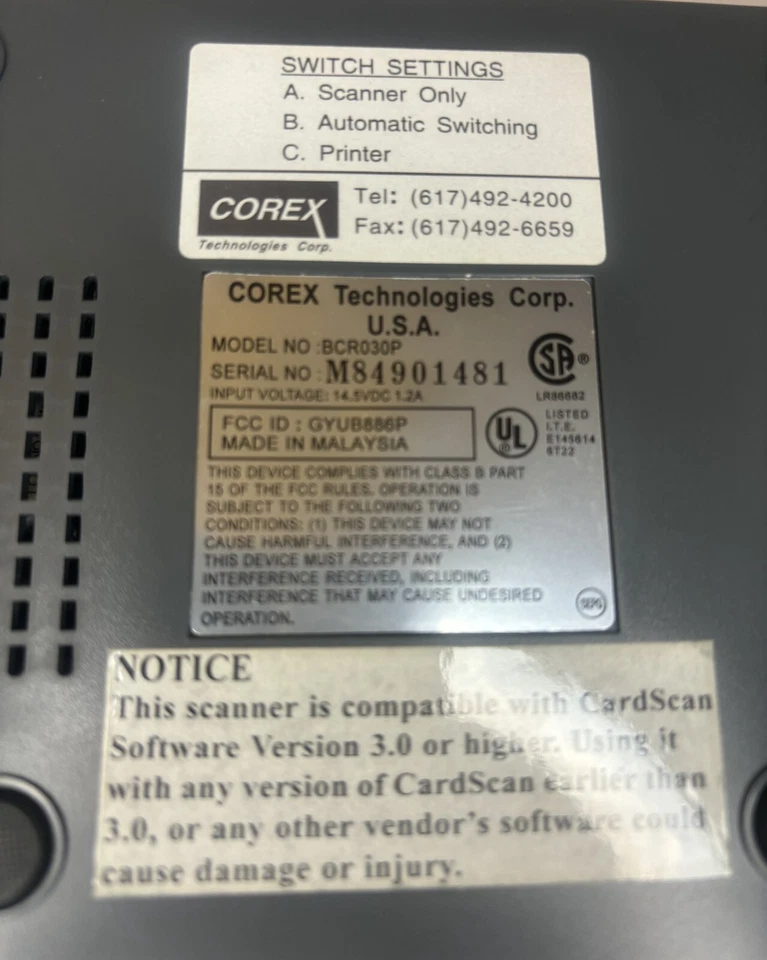 SWITCH SETTINGS
A. Scanner Only
B. Automatic Switching
C. Printer
COREX
Technologies Corp.
Tel: (617)492-4200
Fax: (617)492-6659
COREX Technologies Corp.
U.S.A.
MODEL NO :BCR030P
SERIAL NO : M84901481
INPUT VOLTAGE: 14.5VDC 1.2A
SA ®
LR86682
FCC ID : GYUB886P
MADE IN MALAYSIA
UL ®
LISTED
I.T.E.
E145614
6T22
THIS DEVICE COMPLIES WITH CLASS B PART
15 OF THE FCC RULES. OPERATION IS
SUBJECT TO THE FOLLOWING TWO
CONDITIONS: (1) THIS DEVICE MAY NOT
CAUSE HARMFUL INTERFERENCE, AND (2)
THIS DEVICE MUST ACCEPT ANY
INTERFERENCE RECEIVED, INCLUDING
INTERFERENCE THAT MAY CAUSE UNDESIRED
OPERATION.
NOTICE
This scanner is compatible with CardScan
Software Version 3.0 or higher. Using it
with any version of CardScan earlier than
3.0, or any other vendor's software could
cause damage or injury.